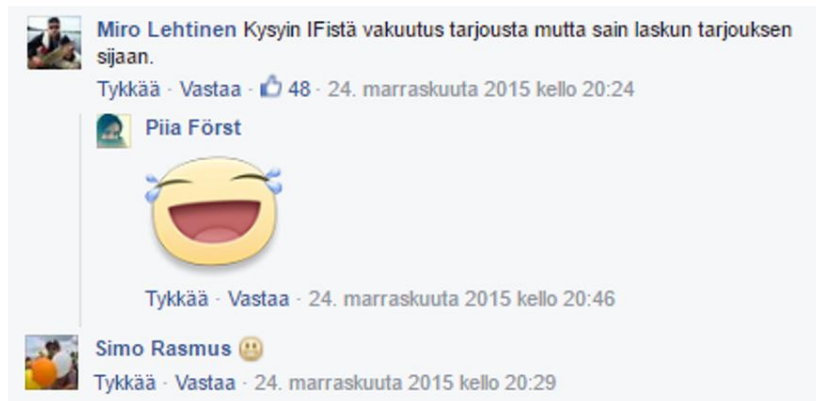 Miro Lehtinen Kysyin IFistä vakuutus tarjousta mutta sain laskun tarjouksen
sijaan.
Tykkää · Vastaa · 48 · 24. marraskuuta 2015 kello 20:24
Piia Först
Tykkää · Vastaa · 24. marraskuuta 2015 kello 20:46
Simo Rasmus
Tykkää · Vastaa · 24. marraskuuta 2015 kello 20:29